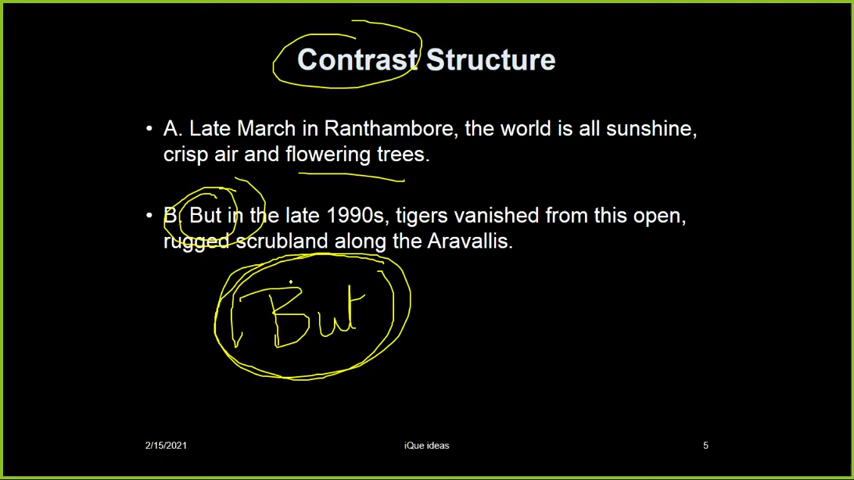 Contrast Structure
• A. Late March in Ranthambore, the world is all sunshine,
crisp air and flowering trees.
• B. But in the late 1990s, tigers vanished from this open,
rugged scrubland along the Aravallis.
But
2/15/2021 iQue ideas 5